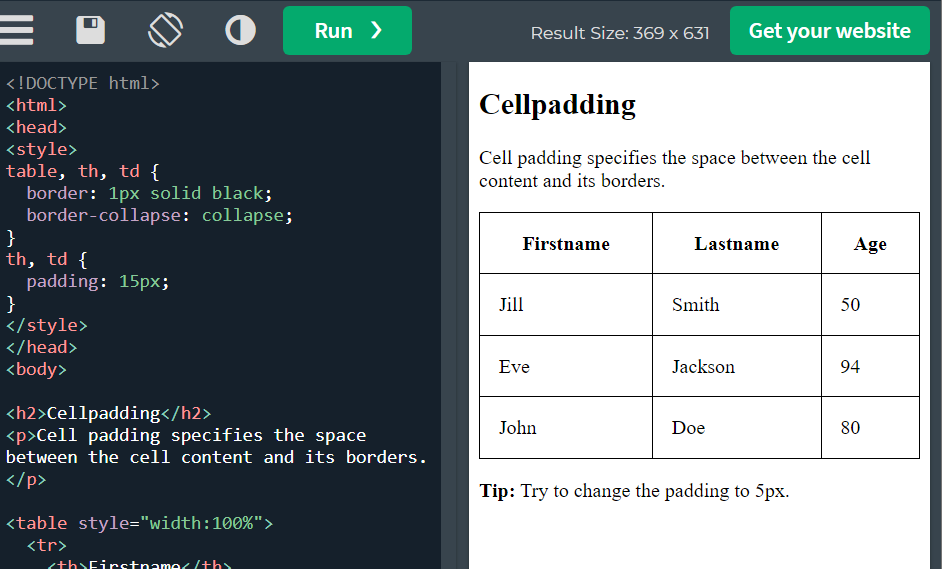 Run ❯
Result Size: 369 x 631
Get your website
<!DOCTYPE html>
<html>
<head>
<style>
table, th, td {
  border: 1px solid black;
  border-collapse: collapse;
}
th, td {
  padding: 15px;
}
</style>
</head>
<body>

<h2>Cellpadding</h2>
<p>Cell padding specifies the space
between the cell content and its borders.
</p>

<table style="width:100%">
  <tr>
    <th>Firstname</th>
Cellpadding
Cell padding specifies the space between the cell
content and its borders.
Firstname Lastname Age
Jill Smith 50
Eve Jackson 94
John Doe 80
Tip: Try to change the padding to 5px.